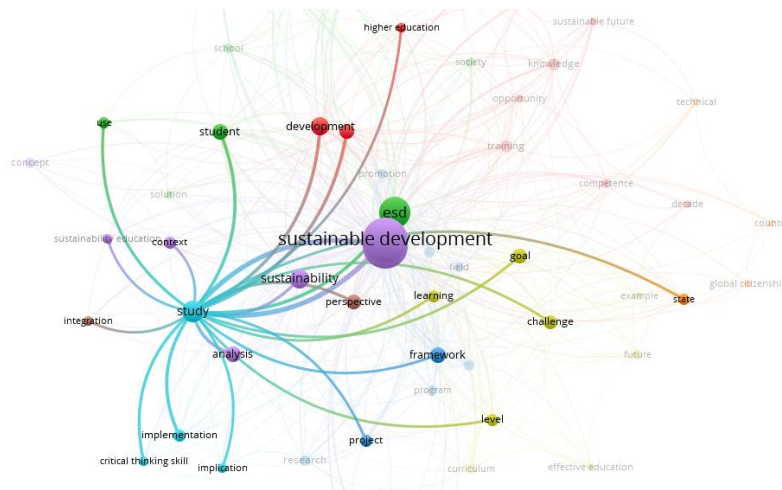 sustainable future
higher education
school
society
knowledge
opportunity
technical
use
student
development
training
concept
promotion
competence
solution
decade
esd
country
sustainability education
context
sustainable development
goal
field
sustainability
global citizenshi
learning
example
state
perspective
study
integration
challenge
analysis
framework
future
program
level
implementation
project
critical thinking skill
implication
research
curriculum
effective education